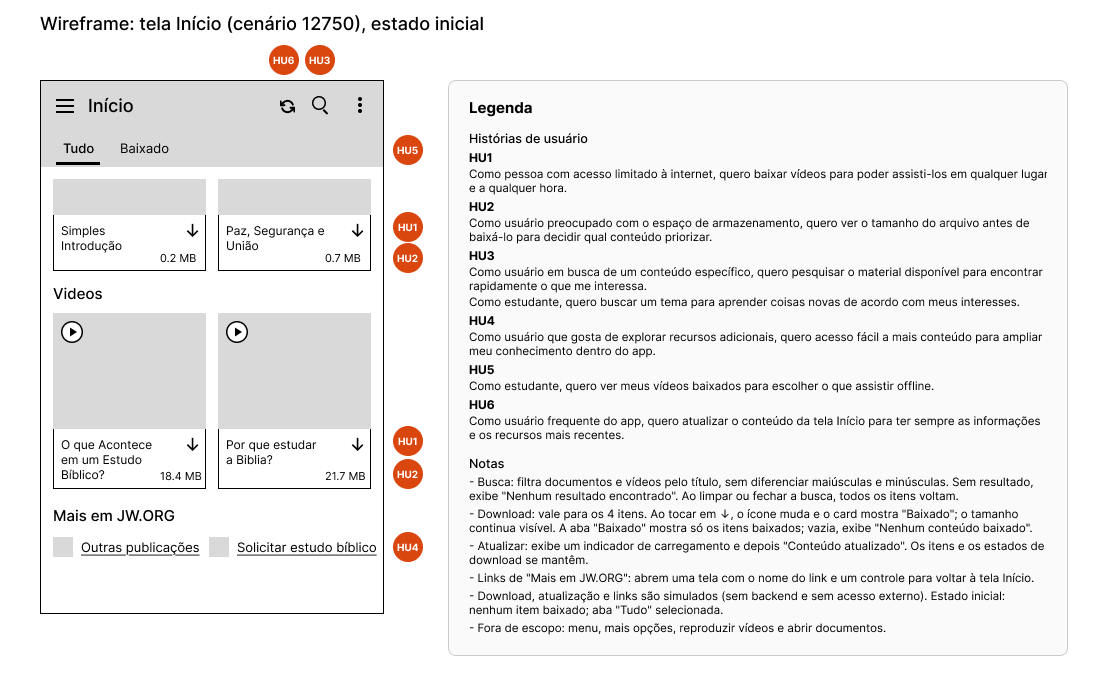 Wireframe: tela Início (cenário 12750), estado inicial
HU6 HU3
Início
Tudo Baixado
HU5
Simples
Introdução
0.2 MB
Paz, Segurança e
União
0.7 MB
HU1
HU2
Videos
O que Acontece
em um Estudo
Bíblico?
18.4 MB
Por que estudar
a Biblia?
21.7 MB
HU1
HU2
Mais em JW.ORG
Outras publicações Solicitar estudo bíblico
HU4
Legenda
Histórias de usuário
HU1
Como pessoa com acesso limitado à internet, quero baixar vídeos para poder assisti-los em qualquer lugar
e a qualquer hora.
HU2
Como usuário preocupado com o espaço de armazenamento, quero ver o tamanho do arquivo antes de
baixá-lo para decidir qual conteúdo priorizar.
HU3
Como usuário em busca de um conteúdo específico, quero pesquisar o material disponível para encontrar
rapidamente o que me interessa.
Como estudante, quero buscar um tema para aprender coisas novas de acordo com meus interesses.
HU4
Como usuário que gosta de explorar recursos adicionais, quero acesso fácil a mais conteúdo para ampliar
meu conhecimento dentro do app.
HU5
Como estudante, quero ver meus vídeos baixados para escolher o que assistir offline.
HU6
Como usuário frequente do app, quero atualizar o conteúdo da tela Início para ter sempre as informações
e os recursos mais recentes.
Notas
- Busca: filtra documentos e vídeos pelo título, sem diferenciar maiúsculas e minúsculas. Sem resultado,
exibe "Nenhum resultado encontrado". Ao limpar ou fechar a busca, todos os itens voltam.
- Download: vale para os 4 itens. Ao tocar em ↓, o ícone muda e o card mostra "Baixado"; o tamanho
continua visível. A aba "Baixado" mostra só os itens baixados; vazia, exibe "Nenhum conteúdo baixado".
- Atualizar: exibe um indicador de carregamento e depois "Conteúdo atualizado". Os itens e os estados de
download se mantêm.
- Links de "Mais em JW.ORG": abrem uma tela com o nome do link e um controle para voltar à tela Início.
- Download, atualização e links são simulados (sem backend e sem acesso externo). Estado inicial:
nenhum item baixado; aba "Tudo" selecionada.
- Fora de escopo: menu, mais opções, reproduzir vídeos e abrir documentos.